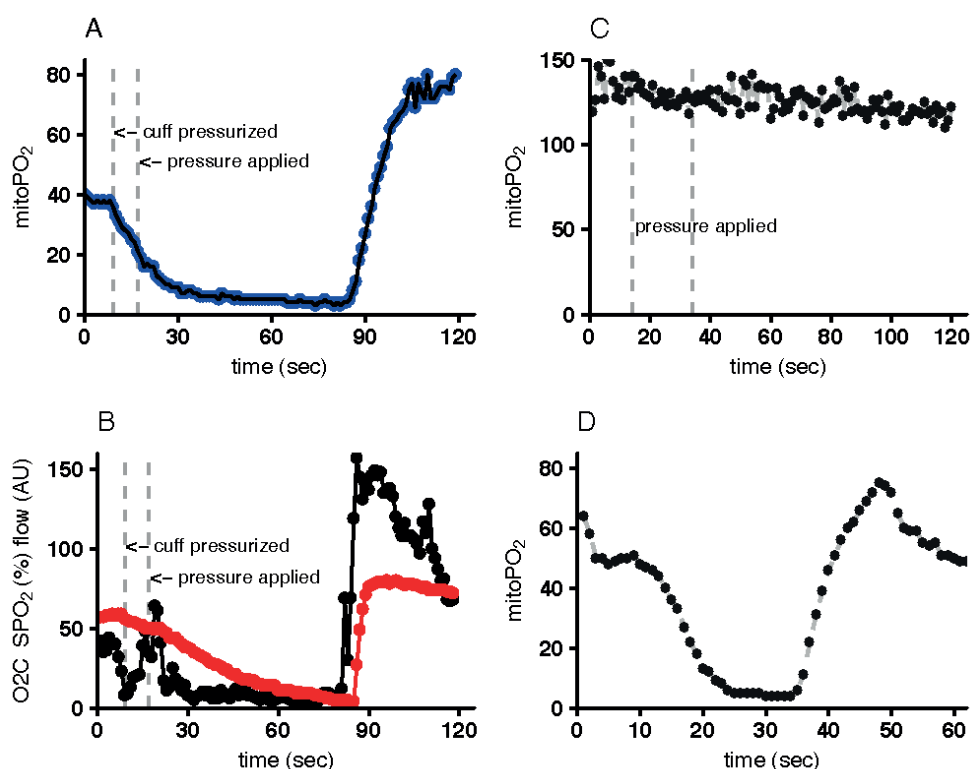 A
80
60
40
20
0
mitoPO2
<– cuff pressurized
<– pressure applied
0 30 60 90 120
time (sec)
C
150
100
50
0
mitoPO2
pressure applied
0 20 40 60 80 100 120
time (sec)
B
150
100
50
0
O2C SPO2 (%) flow (AU)
<– cuff pressurized
<– pressure applied
0 30 60 90 120
time (sec)
D
80
60
40
20
0
mitoPO2
0 10 20 30 40 50 60
time (sec)